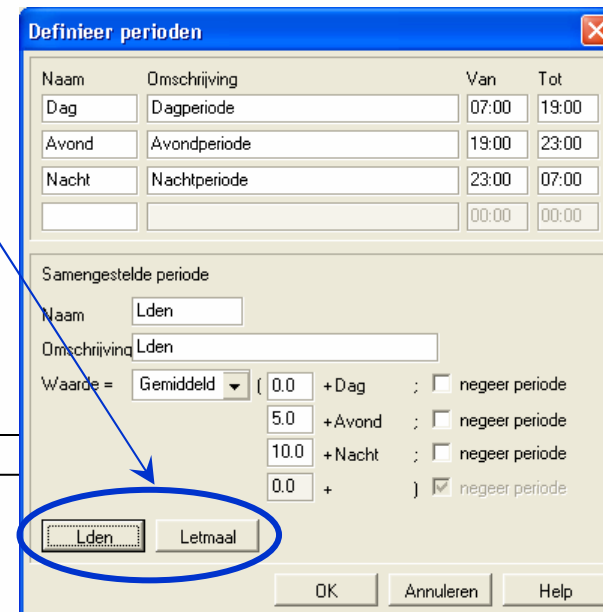 Definieer perioden
Naam Omschrijving Van Tot
Dag Dagperiode 07:00 19:00
Avond Avondperiode 19:00 23:00
Nacht Nachtperiode 23:00 07:00
00:00 00:00
Samengestelde periode
Naam Lden
Omschrijving Lden
Waarde = Gemiddeld ( 0.0 +Dag ; negeer periode
5.0 +Avond ; negeer periode
10.0 +Nacht ; negeer periode
0.0 + ) negeer periode
Lden Letmaal
OK Annuleren Help